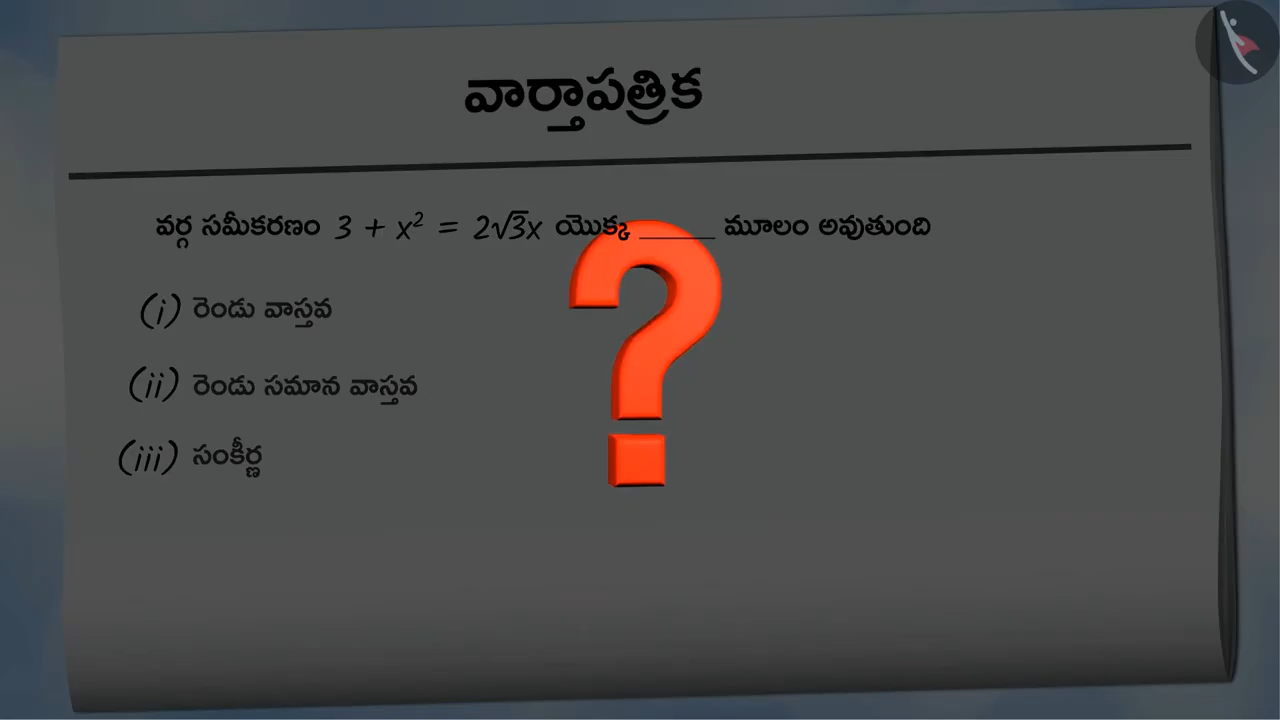 వార్తాపత్రిక
వర్గ సమీకరణం 3 + x² = 2√3x యొక్క _____ మూలం అవుతుంది
(i) రెండు వాస్తవ
(ii) రెండు సమాన వాస్తవ
(iii) సంకీర్ణ
?